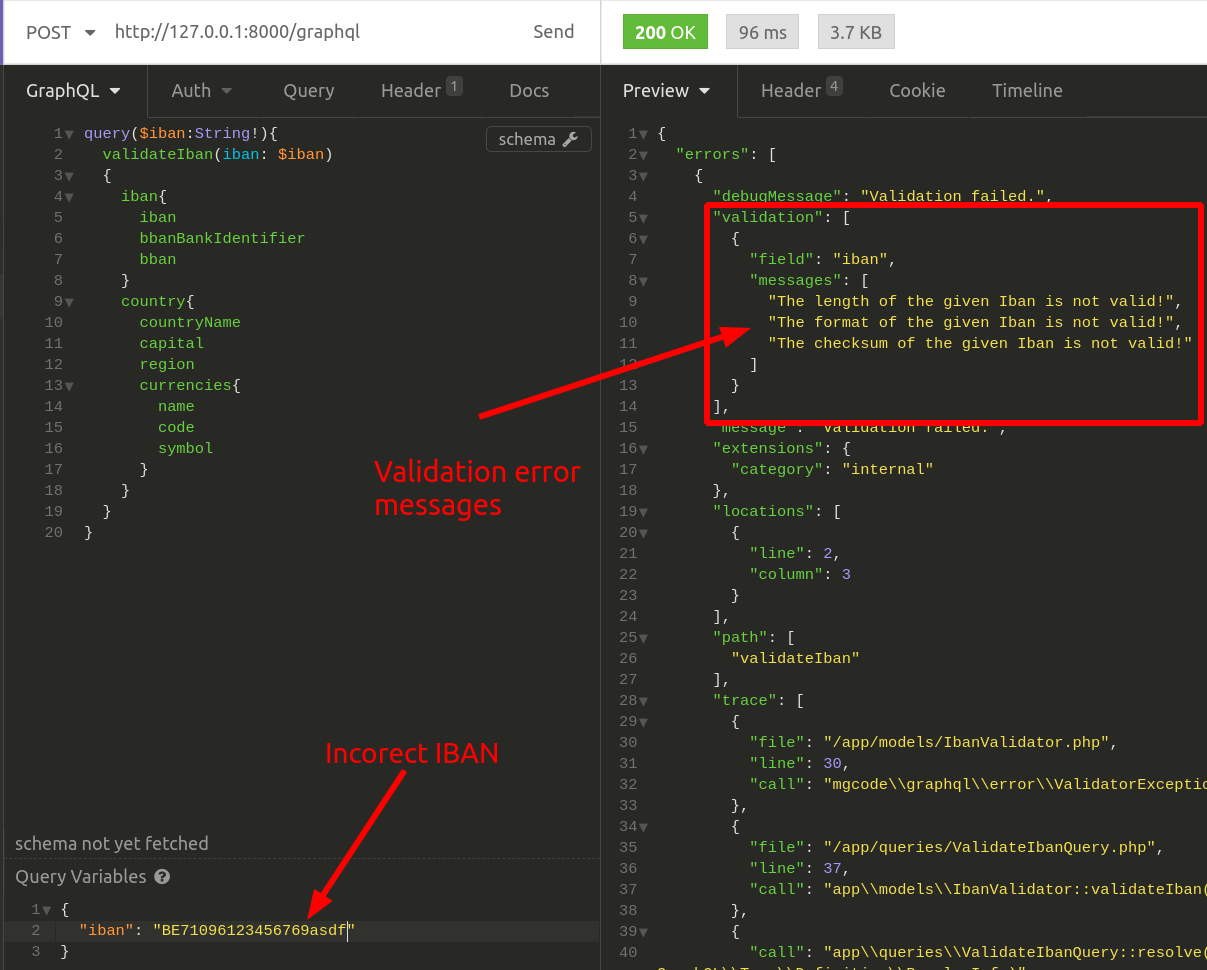 POST http://127.0.0.1:8000/graphql Send 200 OK 96 ms 3.7 KB
GraphQL Auth Query Header 1 Docs
Preview Header 4 Cookie Timeline
schema
1 query($iban:String!){
2 validateIban(iban: $iban)
3 {
4 iban{
5 iban
6 bbanBankIdentifier
7 bban
8 }
9 country{
10 countryName
11 capital
12 region
13 currencies{
14 name
15 code
16 symbol
17 }
18 }
19 }
20 }
Validation error
messages
Incorect IBAN
schema not yet fetched
Query Variables ?
1 {
2 "iban": "BE71096123456769asdf"
3 }
1 {
2 "errors": [
3 {
4 "debugMessage": "Validation failed.",
5 "validation": [
6 {
7 "field": "iban",
8 "messages": [
9 "The length of the given Iban is not valid!",
10 "The format of the given Iban is not valid!",
11 "The checksum of the given Iban is not valid!"
12 ]
13 }
14 ],
15 "message": "Validation failed.",
16 "extensions": {
17 "category": "internal"
18 },
19 "locations": [
20 {
21 "line": 2,
22 "column": 3
23 }
24 ],
25 "path": [
26 "validateIban"
27 ],
28 "trace": [
29 {
30 "file": "/app/models/IbanValidator.php",
31 "line": 30,
32 "call": "mgcode\\graphql\\error\\ValidatorExceptio
33 },
34 {
35 "file": "/app/queries/ValidateIbanQuery.php",
36 "line": 37,
37 "call": "app\\models\\IbanValidator::validateIban(
38 },
39 {
40 "call": "app\\queries\\ValidateIbanQuery::resolve(